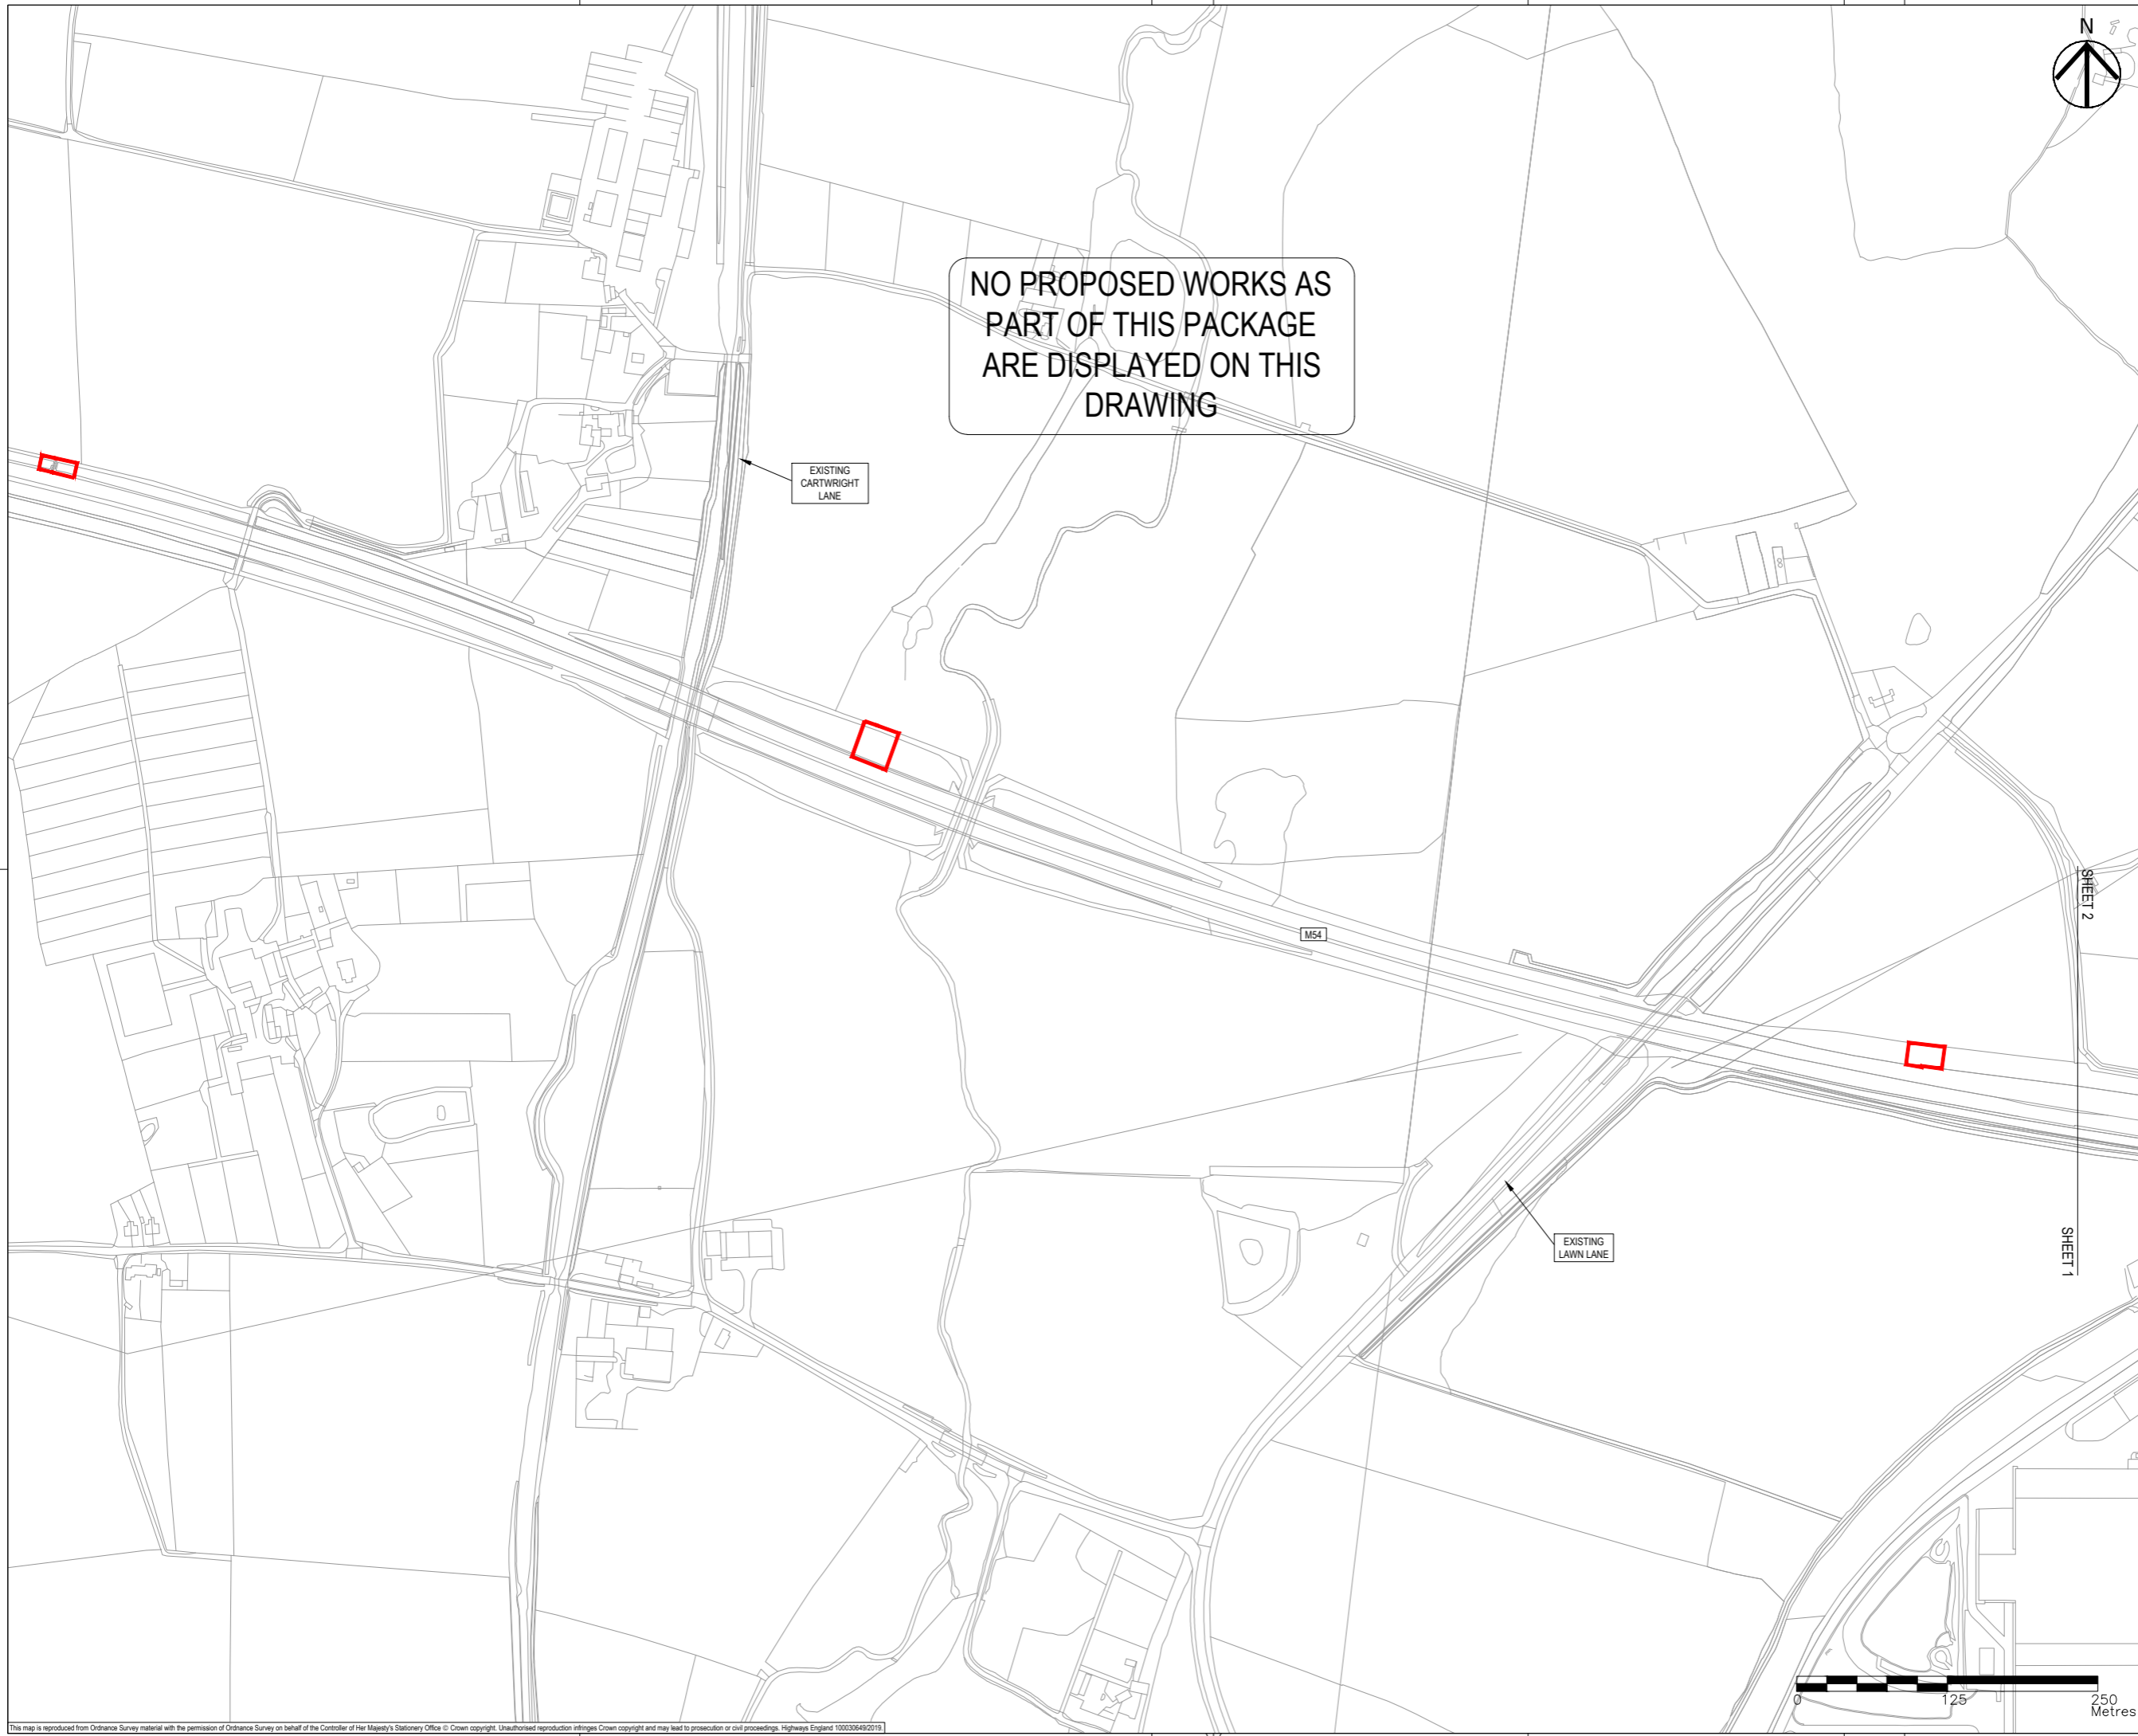 N
NO PROPOSED WORKS AS
PART OF THIS PACKAGE
ARE DISPLAYED ON THIS
DRAWING
EXISTING
CARTWRIGHT
LANE
M54
SHEET 2
SHEET 1
EXISTING
LAWN LANE
0 125 250
Metres
This map is reproduced from Ordnance Survey material with the permission of Ordnance Survey on behalf of the Controller of Her Majesty's Stationery Office © Crown copyright. Unauthorised reproduction infringes Crown copyright and may lead to prosecution or civil proceedings. Highways England 100030649/2019.